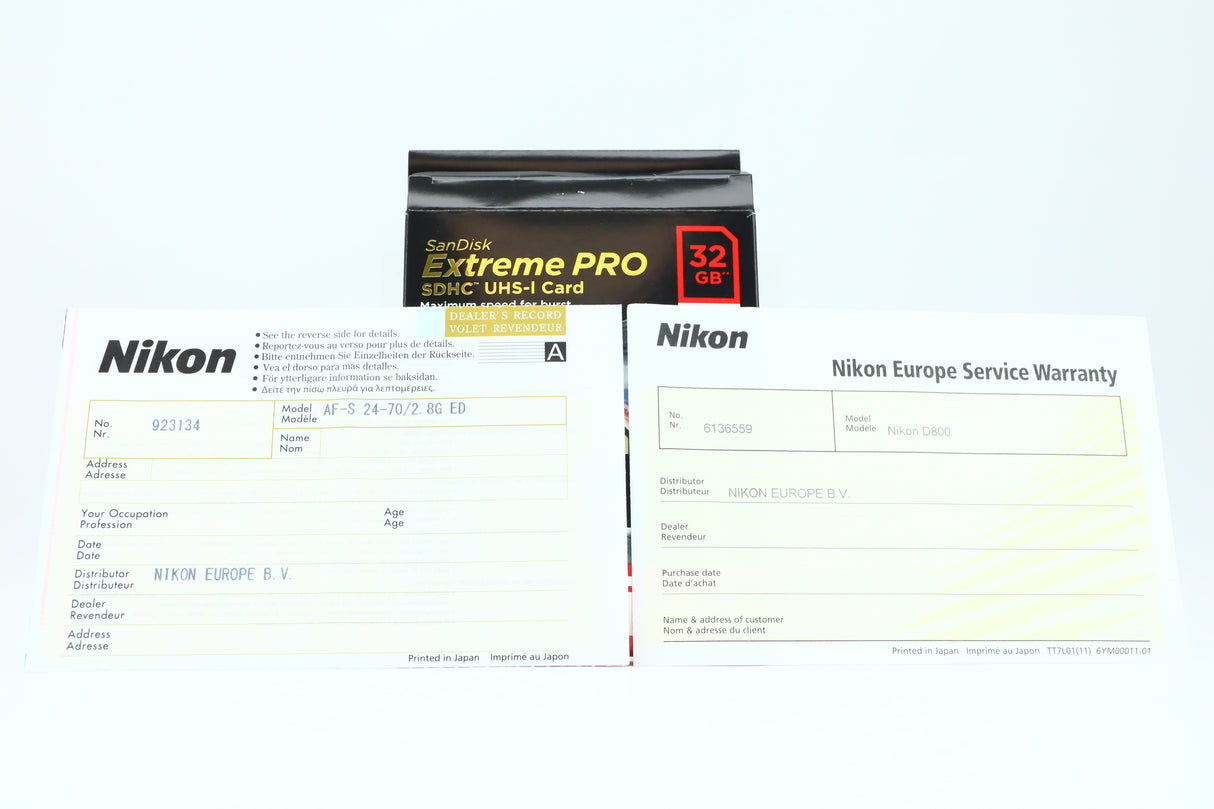 SanDisk
Extreme PRO
SDHC™ UHS-I Card
Maximum speed for burst
32
GB**
DEALER'S RECORD
VOLET REVENDEUR
Nikon
• See the reverse side for details.
• Reportez-vous au verso pour plus de détails.
• Bitte entnehmen Sie Einzelheiten der Rückseite.
• Vea el dorso para más detalles.
• För ytterligare information se baksidan.
• Δείτε την πίσω πλευρά για λεπτομέρειες.
A
No.
Nr.
923134
Model
Modèle
AF-S 24-70/2.8G ED
Name
Nom
Address
Adresse
Your Occupation
Profession
Age
Age
Date
Date
Distributor
Distributeur
NIKON EUROPE B.V.
Dealer
Revendeur
Address
Adresse
Printed in Japan Imprimé au Japon
Nikon
Nikon Europe Service Warranty
No.
Nr.
6136559
Model
Modèle
Nikon D800
Distributor
Distributeur
NIKON EUROPE B.V.
Dealer
Revendeur
Purchase date
Date d'achat
Name & address of customer
Nom & adresse du client
Printed in Japan Imprimé au Japon TT7L01(11) 6YM00011-01